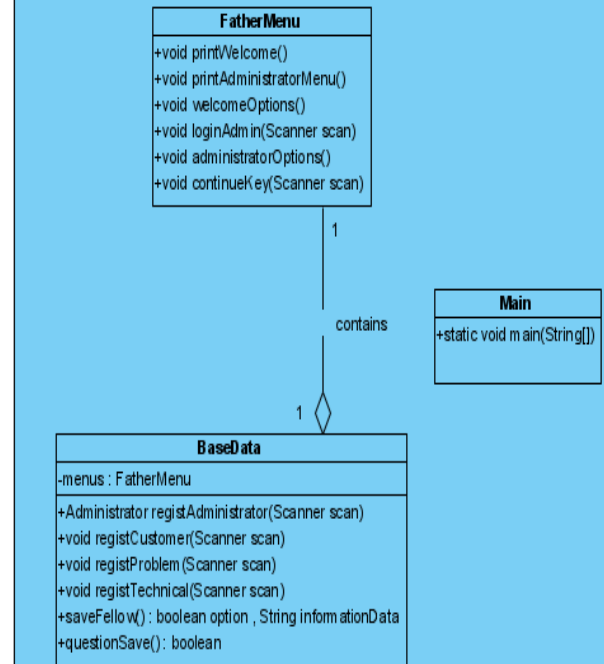 FatherMenu
+void printWelcome()
+void printAdministratorMenu()
+void welcomeOptions()
+void loginAdmin(Scanner scan)
+void administratorOptions()
+void continueKey(Scanner scan)
1
contains
1
Main
+static void main(String[])
BaseData
-menus : FatherMenu
+Administrator registAdministrator(Scanner scan)
+void registCustomer(Scanner scan)
+void registProblem(Scanner scan)
+void registTechnical(Scanner scan)
+saveFellow() : boolean option , String informationData
+questionSave() : boolean